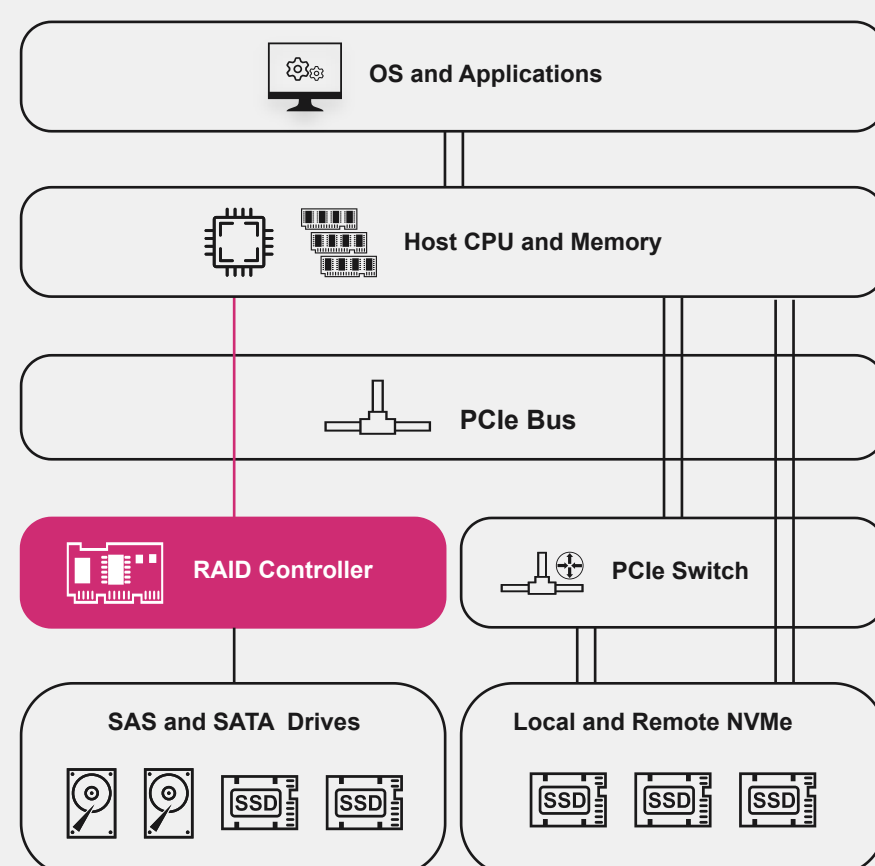 OS and Applications
Host CPU and Memory
PCIe Bus
RAID Controller
PCIe Switch
SAS and SATA Drives
SSD
SSD
Local and Remote NVMe
SSD
SSD
SSD